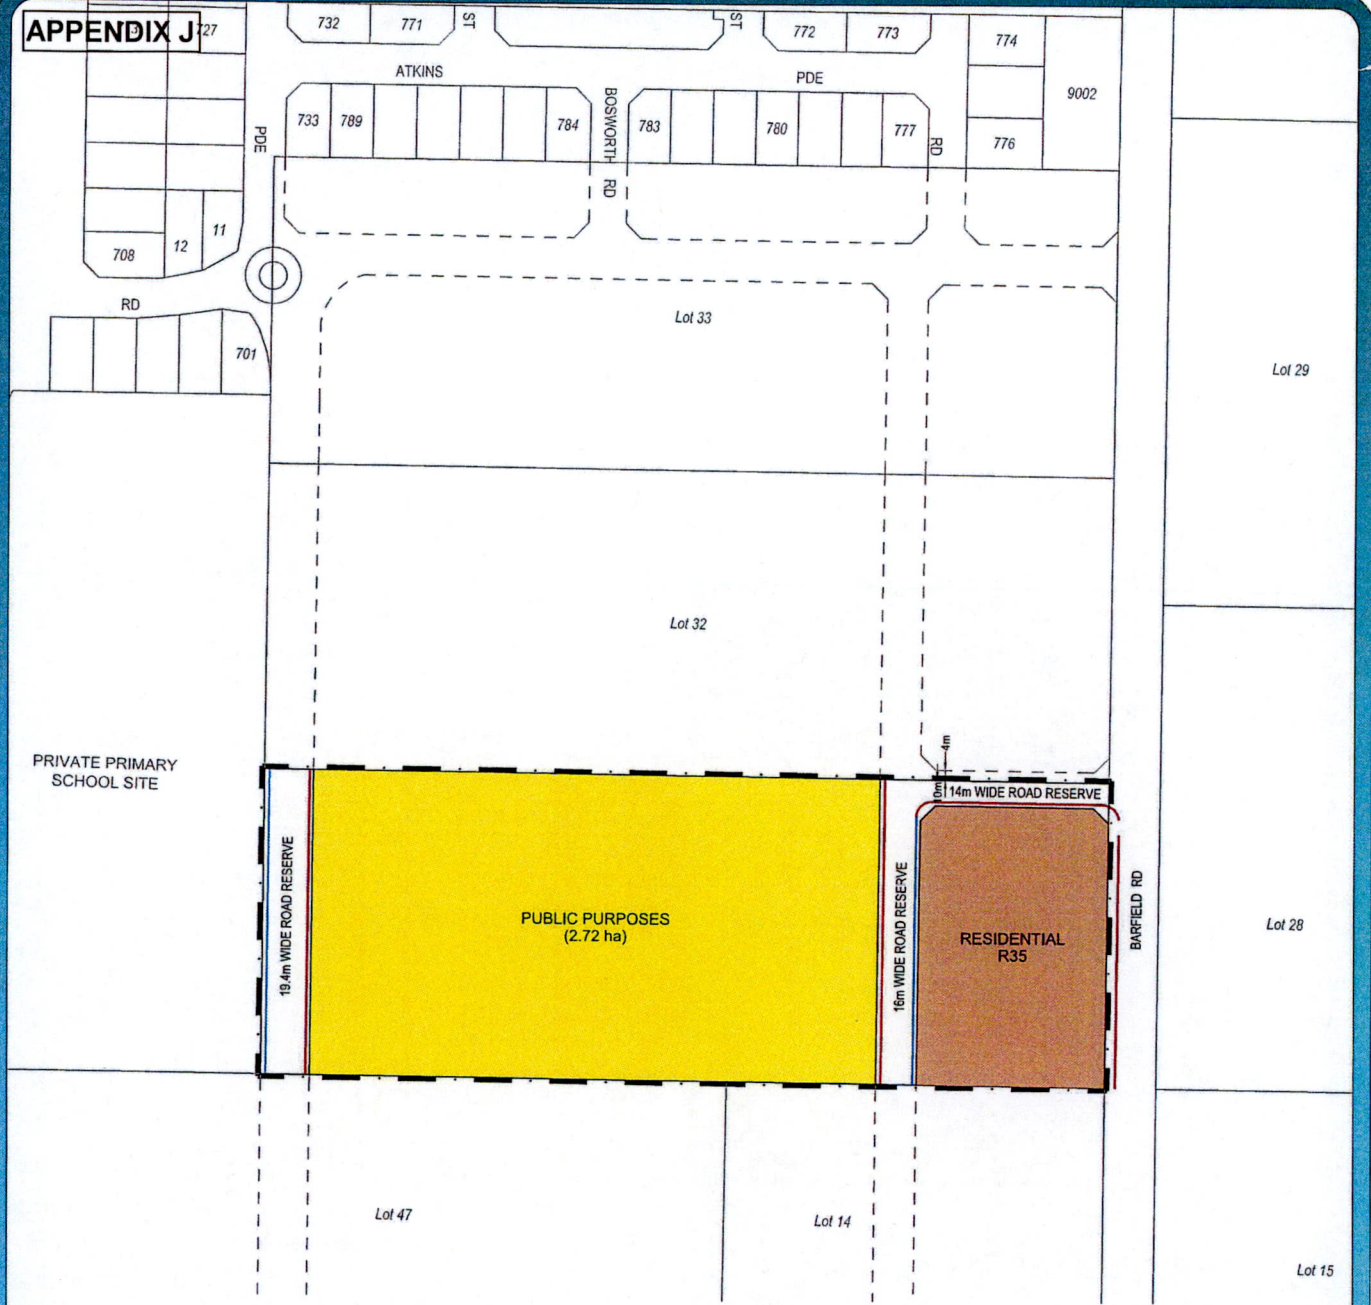 APPENDIX J
727
732
771
ST
ST
772
773
774
9002
ATKINS
PDE
PDE
733
789
784
BOSWORTH RD
783
780
777
RD
776
11
12
708
RD
701
Lot 33
Lot 29
Lot 32
PRIVATE PRIMARY
SCHOOL SITE
4m
10m
14m WIDE ROAD RESERVE
19.4m WIDE ROAD RESERVE
PUBLIC PURPOSES
(2.72 ha)
16m WIDE ROAD RESERVE
RESIDENTIAL
R35
BARFIELD RD
Lot 28
Lot 47
Lot 14
Lot 15